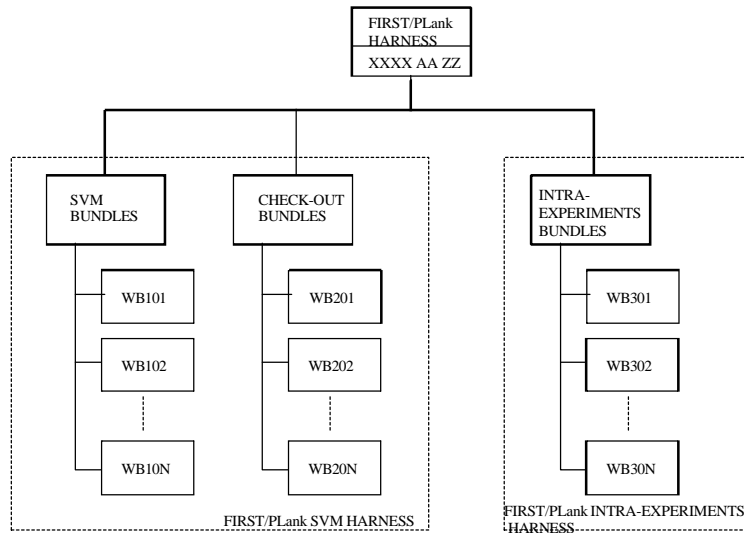 FIRST/PLank
HARNESS
XXXX AA ZZ
SVM
BUNDLES
CHECK-OUT
BUNDLES
INTRA-
EXPERIMENTS
BUNDLES
WB101
WB201
WB301
WB102
WB202
WB302
WB10N
WB20N
WB30N
FIRST/PLank SVM HARNESS
FIRST/PLank INTRA-EXPERIMENTS
HARNESS